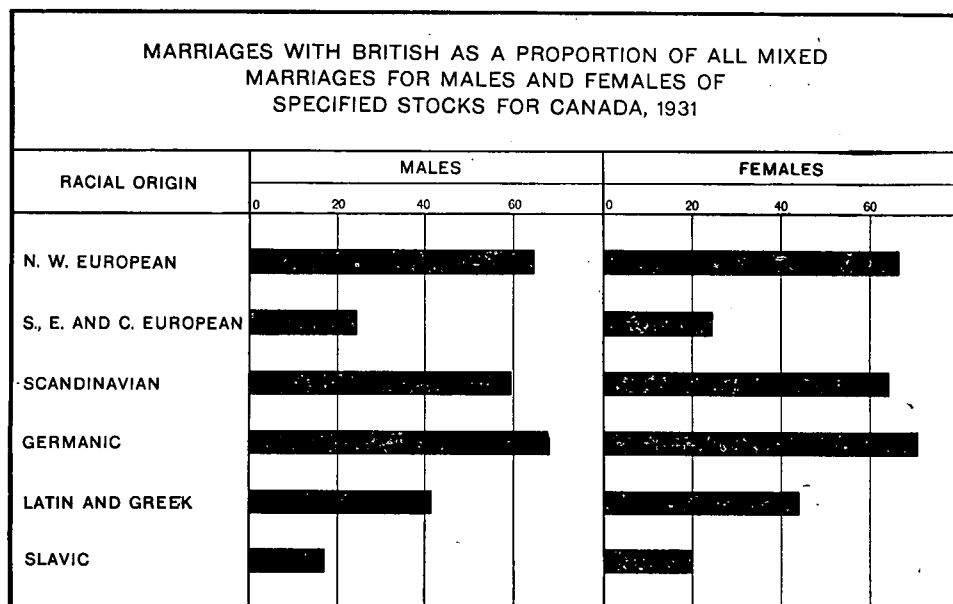 MARRIAGES WITH BRITISH AS A PROPORTION OF ALL MIXED
MARRIAGES FOR MALES AND FEMALES OF
SPECIFIED STOCKS FOR CANADA, 1931
RACIAL ORIGIN
MALES
FEMALES
0 20 40 60
0 20 40 60
N. W. EUROPEAN
S., E. AND C. EUROPEAN
SCANDINAVIAN
GERMANIC
LATIN AND GREEK
SLAVIC